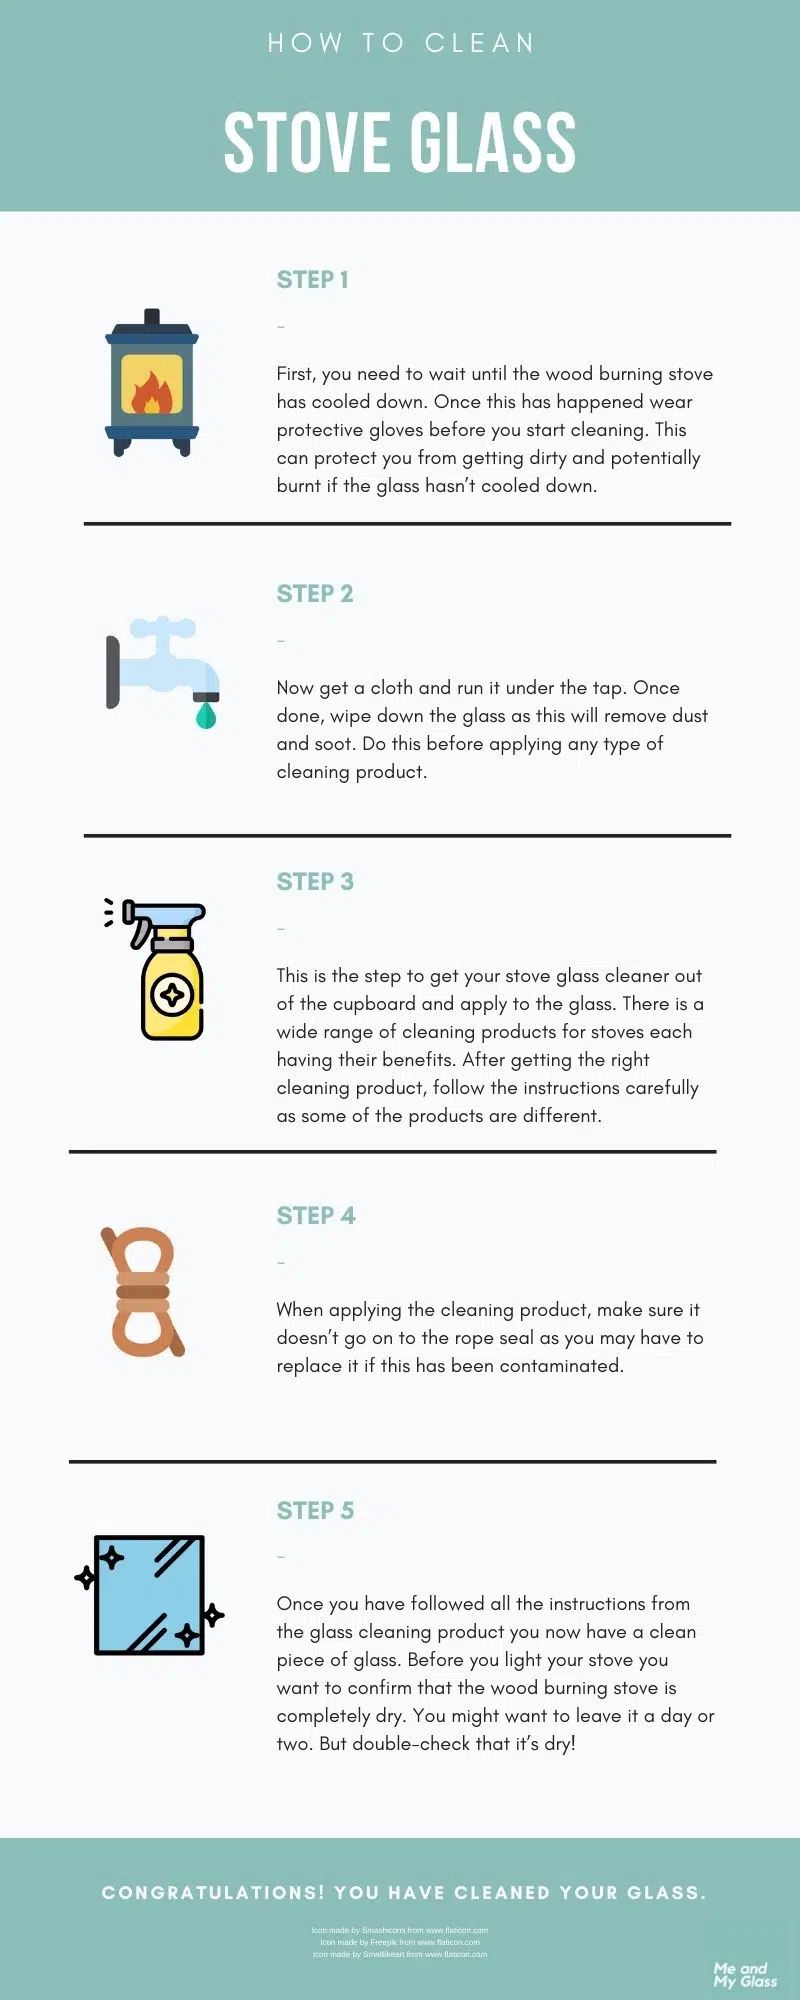 HOW TO CLEAN
STOVE GLASS
STEP 1
–
First, you need to wait until the wood burning stove
has cooled down. Once this has happened wear
protective gloves before you start cleaning. This
can protect you from getting dirty and potentially
burnt if the glass hasn't cooled down.
STEP 2
–
Now get a cloth and run it under the tap. Once
done, wipe down the glass as this will remove dust
and soot. Do this before applying any type of
cleaning product.
STEP 3
–
This is the step to get your stove glass cleaner out
of the cupboard and apply to the glass. There is a
wide range of cleaning products for stoves each
having their benefits. After getting the right
cleaning product, follow the instructions carefully
as some of the products are different.
STEP 4
–
When applying the cleaning product, make sure it
doesn't go on to the rope seal as you may have to
replace it if this has been contaminated.
STEP 5
–
Once you have followed all the instructions from
the glass cleaning product you now have a clean
piece of glass. Before you light your stove you
want to confirm that the wood burning stove is
completely dry. You might want to leave it a day or
two. But double-check that it's dry!
CONGRATULATIONS! YOU HAVE CLEANED YOUR GLASS.
Icon made by Smashicons from www.flaticon.com
Icon made by Freepik from www.flaticon.com
Icon made by Smalllikeart from www.flaticon.com
Me and
My Glass